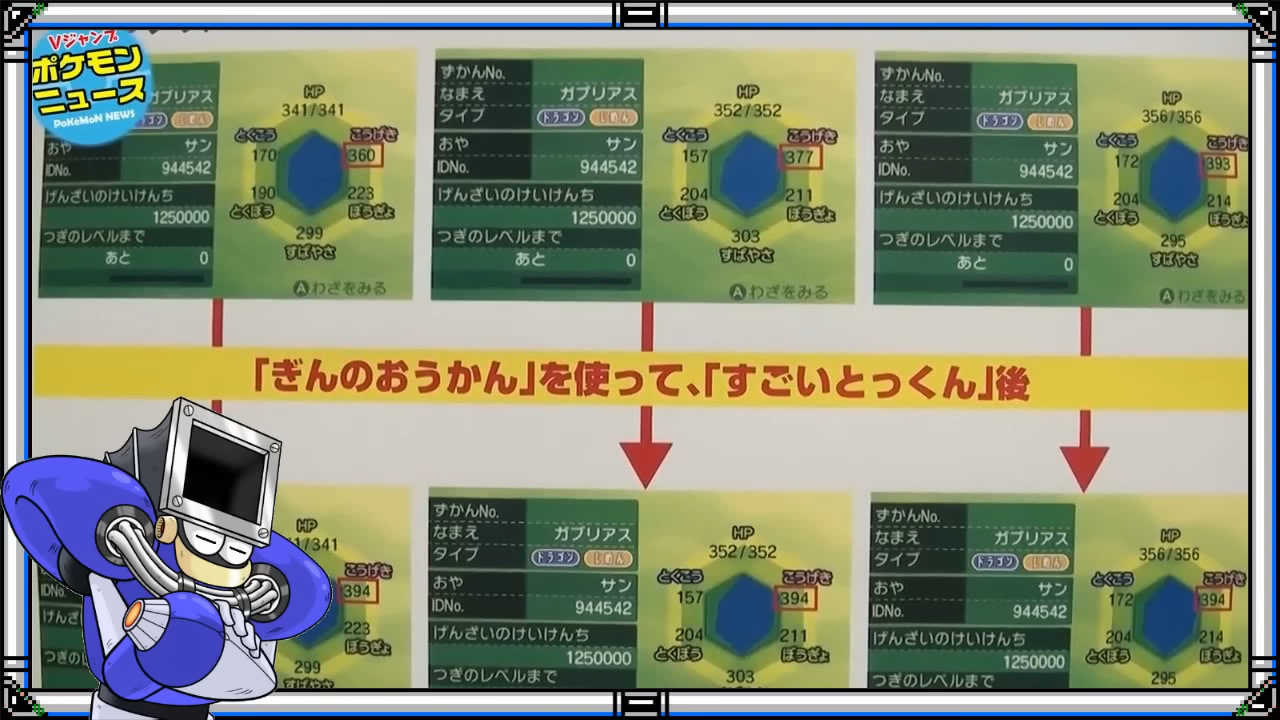 Vジャンプ
ポケモン
ニュース
PoKéMoN NEWS
ガブリアス
おや サン
IDNo. 944542
げんざいのけいけんち
1250000
つぎのレベルまで
あと 0
HP
341/341
とくこう
170
こうげき
360
190
とくぼう
223
ぼうぎょ
299
すばやさ
Ⓐわざをみる
ずかんNo.
なまえ ガブリアス
タイプ ドラゴン じめん
おや サン
IDNo. 944542
げんざいのけいけんち
1250000
つぎのレベルまで
あと 0
HP
352/352
とくこう
157
こうげき
377
204
とくぼう
211
ぼうぎょ
303
すばやさ
Ⓐわざをみる
ずかんNo.
なまえ ガブリアス
タイプ ドラゴン じめん
おや サン
IDNo. 944542
げんざいのけいけんち
1250000
つぎのレベルまで
あと 0
HP
356/356
とくこう
172
こうげき
393
204
とくぼう
214
ぼうぎょ
295
すばやさ
Ⓐわざをみる
「ぎんのおうかん」を使って、「すごいとっくん」後
IDNo.
HP
/341
こうげき
394
223
ぼうぎょ
299
すばやさ
ずかんNo.
なまえ ガブリアス
タイプ ドラゴン じめん
おや サン
IDNo. 944542
げんざいのけいけんち
1250000
つぎのレベルまで
HP
352/352
とくこう
157
こうげき
394
204
とくぼう
211
ぼうぎょ
303
ずかんNo.
なまえ ガブリアス
タイプ ドラゴン じめん
おや サン
IDNo. 944542
げんざいのけいけんち
1250000
つぎのレベルまで
HP
356/356
とくこう
172
こうげき
394
204
とくぼう
214
ぼうぎょ
295